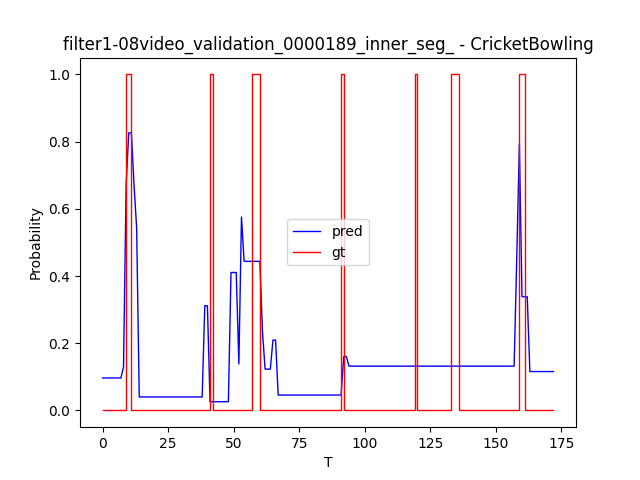 filter1-08video_validation_0000189_inner_seg_ - CricketBowling
1.0
0.8
0.6
0.4
0.2
0.0
Probability
pred
gt
0
25
50
75
100
125
150
175
T